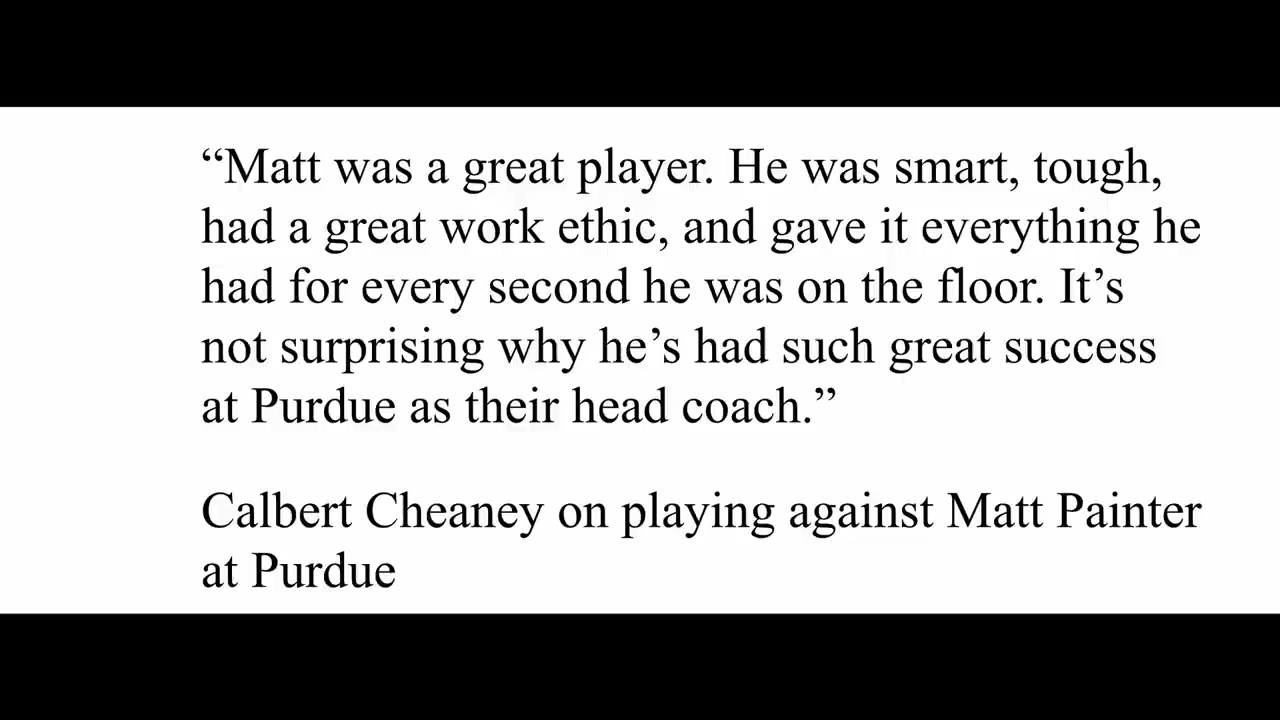 “Matt was a great player. He was smart, tough,
had a great work ethic, and gave it everything he
had for every second he was on the floor. It’s
not surprising why he’s had such great success
at Purdue as their head coach.”
Calbert Cheaney on playing against Matt Painter
at Purdue